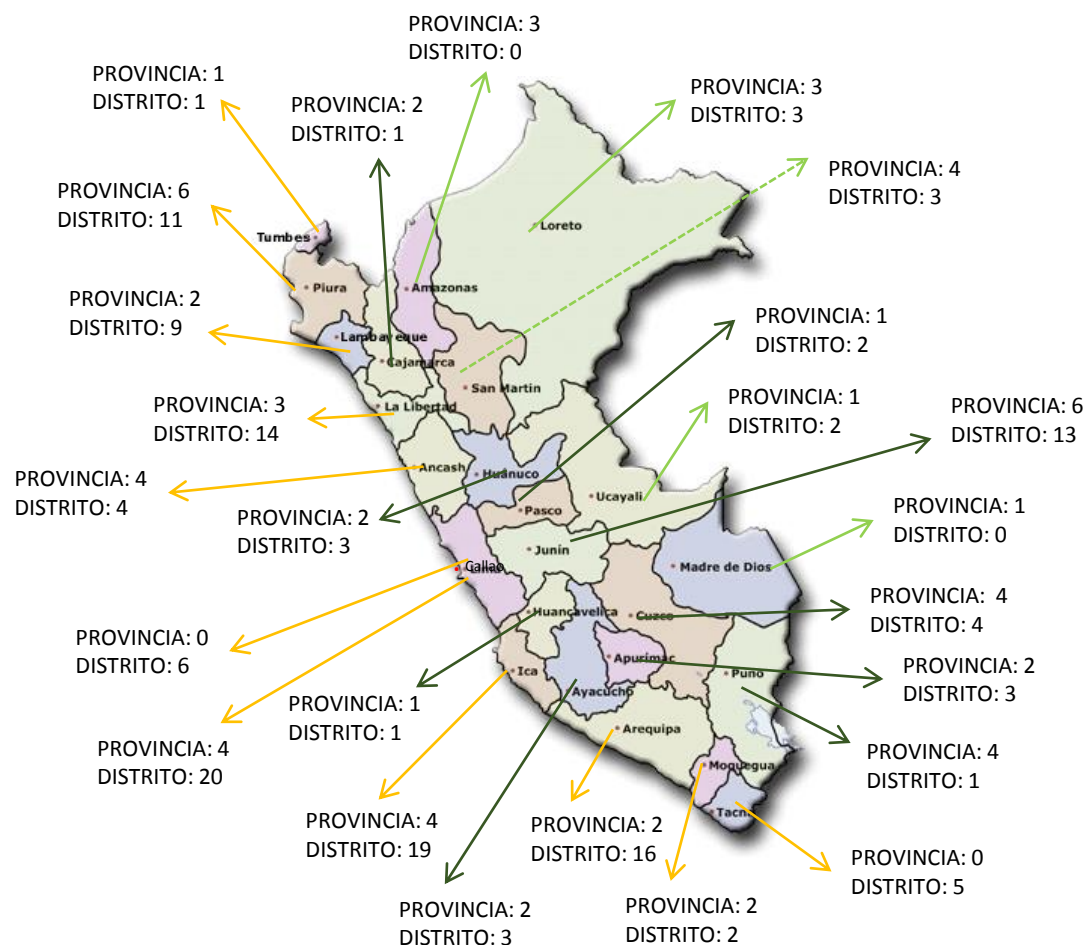 PROVINCIA: 3
DISTRITO: 0
PROVINCIA: 1
DISTRITO: 1
PROVINCIA: 2
DISTRITO: 1
PROVINCIA: 3
DISTRITO: 3
PROVINCIA: 4
DISTRITO: 3
PROVINCIA: 6
DISTRITO: 11
Loreto
Tumbes
Piura
Amazonas
PROVINCIA: 2
DISTRITO: 9
PROVINCIA: 1
DISTRITO: 2
Lambayeque
Cajamarca
San Martin
PROVINCIA: 3
DISTRITO: 14
La Libertad
PROVINCIA: 1
DISTRITO: 2
PROVINCIA: 6
DISTRITO: 13
PROVINCIA: 4
DISTRITO: 4
Ancash
Huánuco
Ucayali
Pasco
PROVINCIA: 2
DISTRITO: 3
PROVINCIA: 1
DISTRITO: 0
Junín
Callao
Lima
Madre de Dios
PROVINCIA: 0
DISTRITO: 6
Huancavelica
Cuzco
PROVINCIA: 4
DISTRITO: 4
Ica
Apurímac
Puno
PROVINCIA: 2
DISTRITO: 3
PROVINCIA: 1
DISTRITO: 1
Ayacucho
PROVINCIA: 4
DISTRITO: 20
Arequipa
PROVINCIA: 4
DISTRITO: 1
Moquegua
Tacna
PROVINCIA: 4
DISTRITO: 19
PROVINCIA: 2
DISTRITO: 16
PROVINCIA: 0
DISTRITO: 5
PROVINCIA: 2
DISTRITO: 3
PROVINCIA: 2
DISTRITO: 2